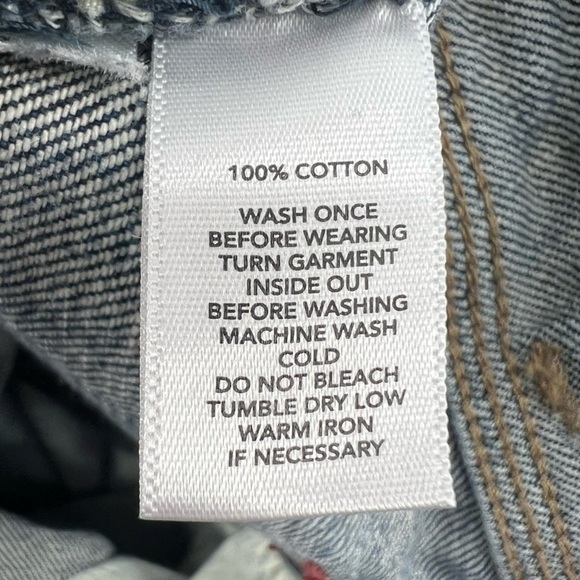 100% COTTON
WASH ONCE
BEFORE WEARING
TURN GARMENT
INSIDE OUT
BEFORE WASHING
MACHINE WASH
COLD
DO NOT BLEACH
TUMBLE DRY LOW
WARM IRON
IF NECESSARY